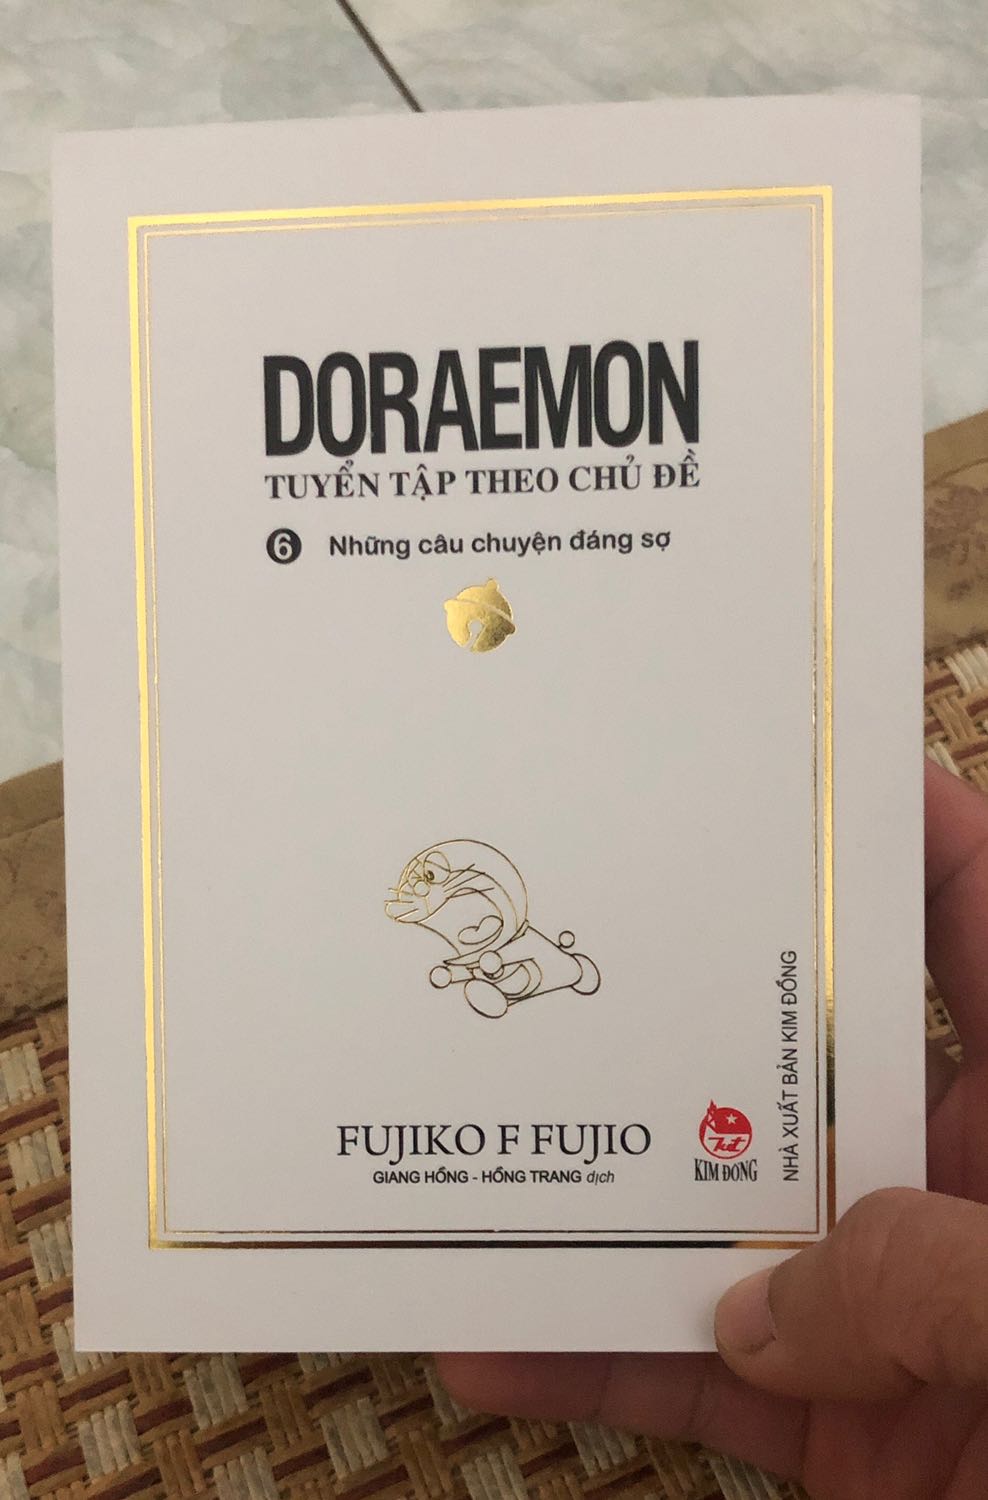 DORAEMON
TUYỂN TẬP THEO CHỦ ĐỀ
6 Những câu chuyện đáng sợ
FUJIKO F FUJIO
GIANG HỒNG - HỒNG TRANG dịch
KIM ĐỒNG
NHÀ XUẤT BẢN KIM ĐỒNG